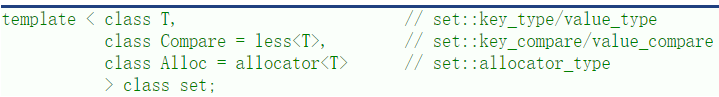 template < class T,                        // set::key_type/value_type
           class Compare = less<T>,        // set::key_compare/value_compare
           class Alloc = allocator<T>      // set::allocator_type
           > class set;